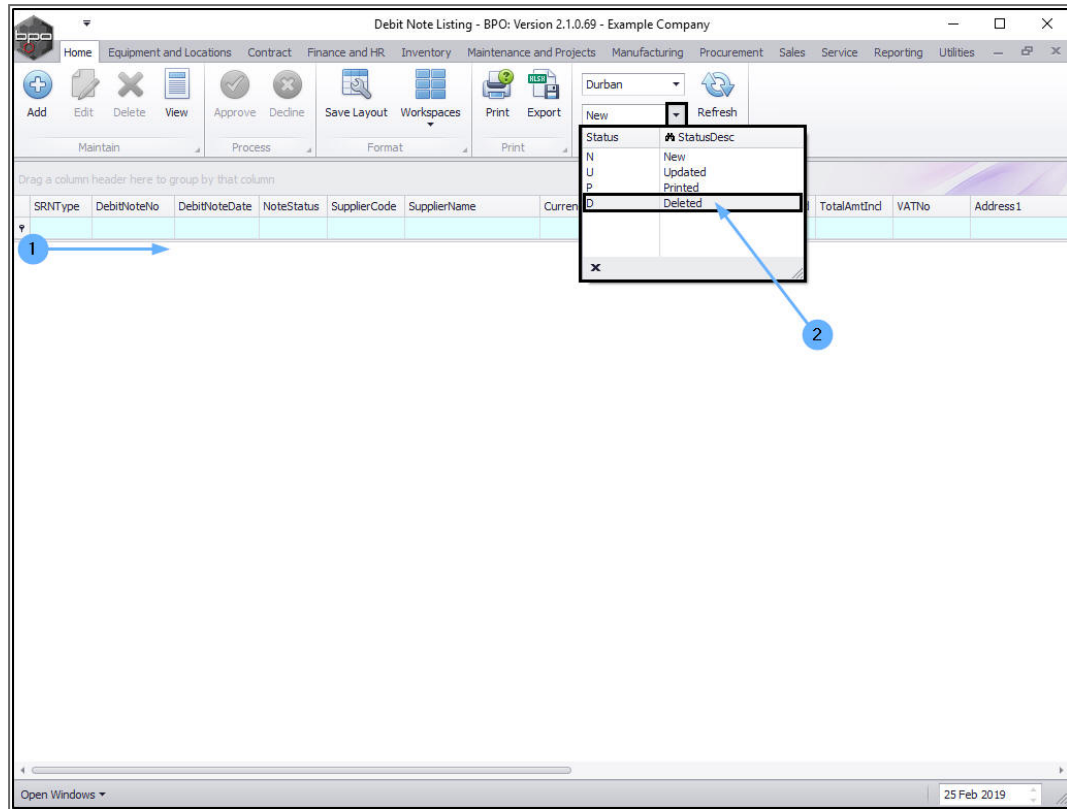 Debit Note Listing - BPO: Version 2.1.0.69 - Example Company
bpo
Home Equipment and Locations Contract Finance and HR Inventory Maintenance and Projects Manufacturing Procurement Sales Service Reporting Utilities
Durban
Add Edit Delete View Approve Decline Save Layout Workspaces Print Export Refresh
New
Maintain Process Format Print
Status StatusDesc
N New
U Updated
P Printed
D Deleted
Drag a column header here to group by that column
SRNType DebitNoteNo DebitNoteDate NoteStatus SupplierCode SupplierName Curren TotalAmtIncl VATNo Address1
1
2
Open Windows 25 Feb 2019